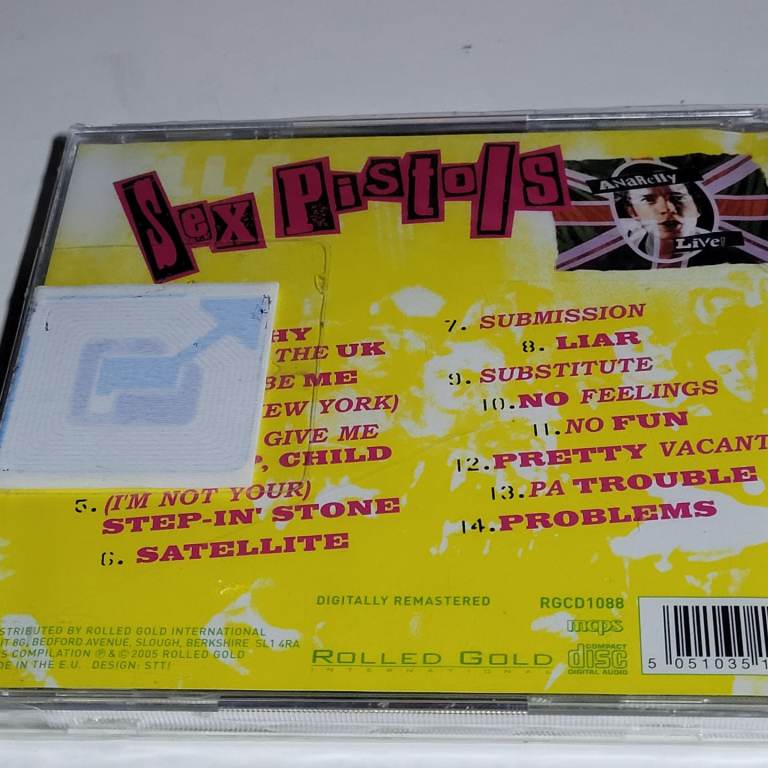 Sex Pistols
ANaRcHy
LiVe!
HY
THE UK
BE ME
EW YORK)
GIVE ME
, CHILD
5. (I'M NOT YOUR)
STEP-IN' STONE
6. SATELLITE
7. SUBMISSION
8. LIAR
9. SUBSTITUTE
10. NO FEELINGS
11. NO FUN
12. PRETTY VACANT
13. PA TROUBLE
14. PROBLEMS
DIGITALLY REMASTERED
RGCD1088
mcps
STRIBUTED BY ROLLED GOLD INTERNATIONAL
IT 8G, BEDFORD AVENUE, SLOUGH, BERKSHIRE SL1 4RA
S COMPILATION ℗ & © 2005 ROLLED GOLD
DE IN THE E.U. DESIGN: STT!
ROLLED GOLD
INTERNATIONAL
COMPACT
disc
DIGITAL AUDIO
5 051035 1